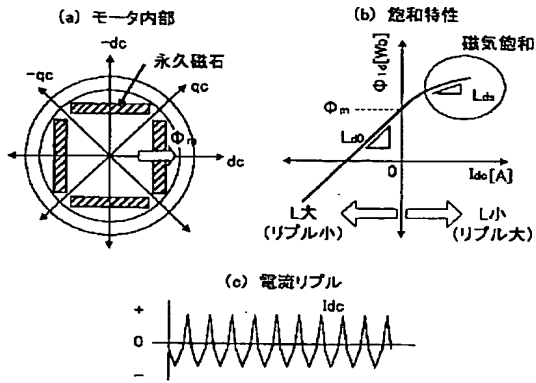 (a) モータ内部
-dc
-qc
永久磁石
qc
Φm
dc
(b) 飽和特性
Φ1d[Wb]
磁気飽和
Φm
Lds
Ld0
0
Idc[A]
L大
(リプル小)
L小
(リプル大)
(c) 電流リプル
+
Idc
0
-